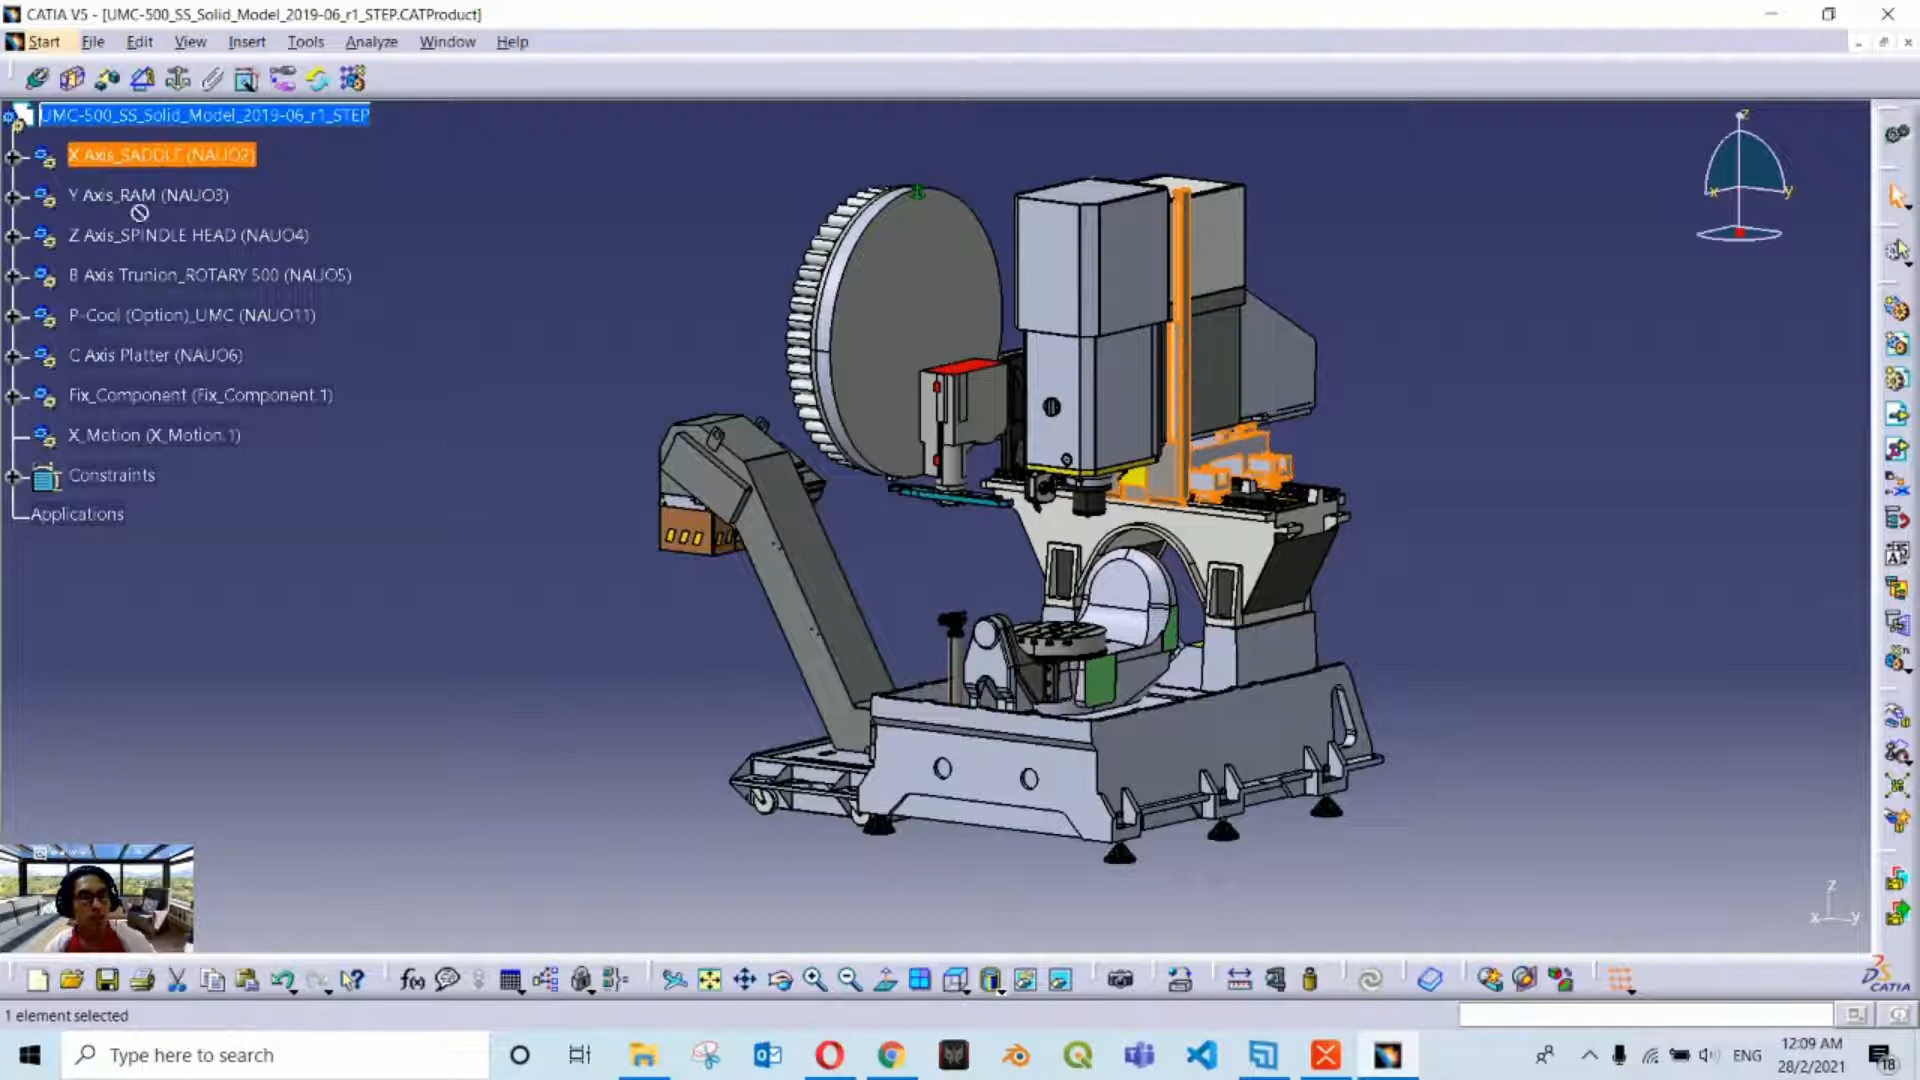 CATIA V5 - [UMC-500_SS_Solid_Model_2019-06_r1_STEP.CATProduct]
Start File Edit View Insert Tools Analyze Window Help
UMC-500_SS_Solid_Model_2019-06_r1_STEP
X Axis_SADDLE (NAUO2)
Y Axis_RAM (NAUO3)
Z Axis_SPINDLE HEAD (NAUO4)
B Axis Trunion_ROTARY 500 (NAUO5)
P-Cool (Option)_UMC (NAUO11)
C Axis Platter (NAUO6)
Fix_Component (Fix_Component.1)
X_Motion (X_Motion.1)
Constraints
Applications
z
x y
z
x y
f(x)
CATIA
1 element selected
Type here to search
ENG
12:09 AM
28/2/2021
18